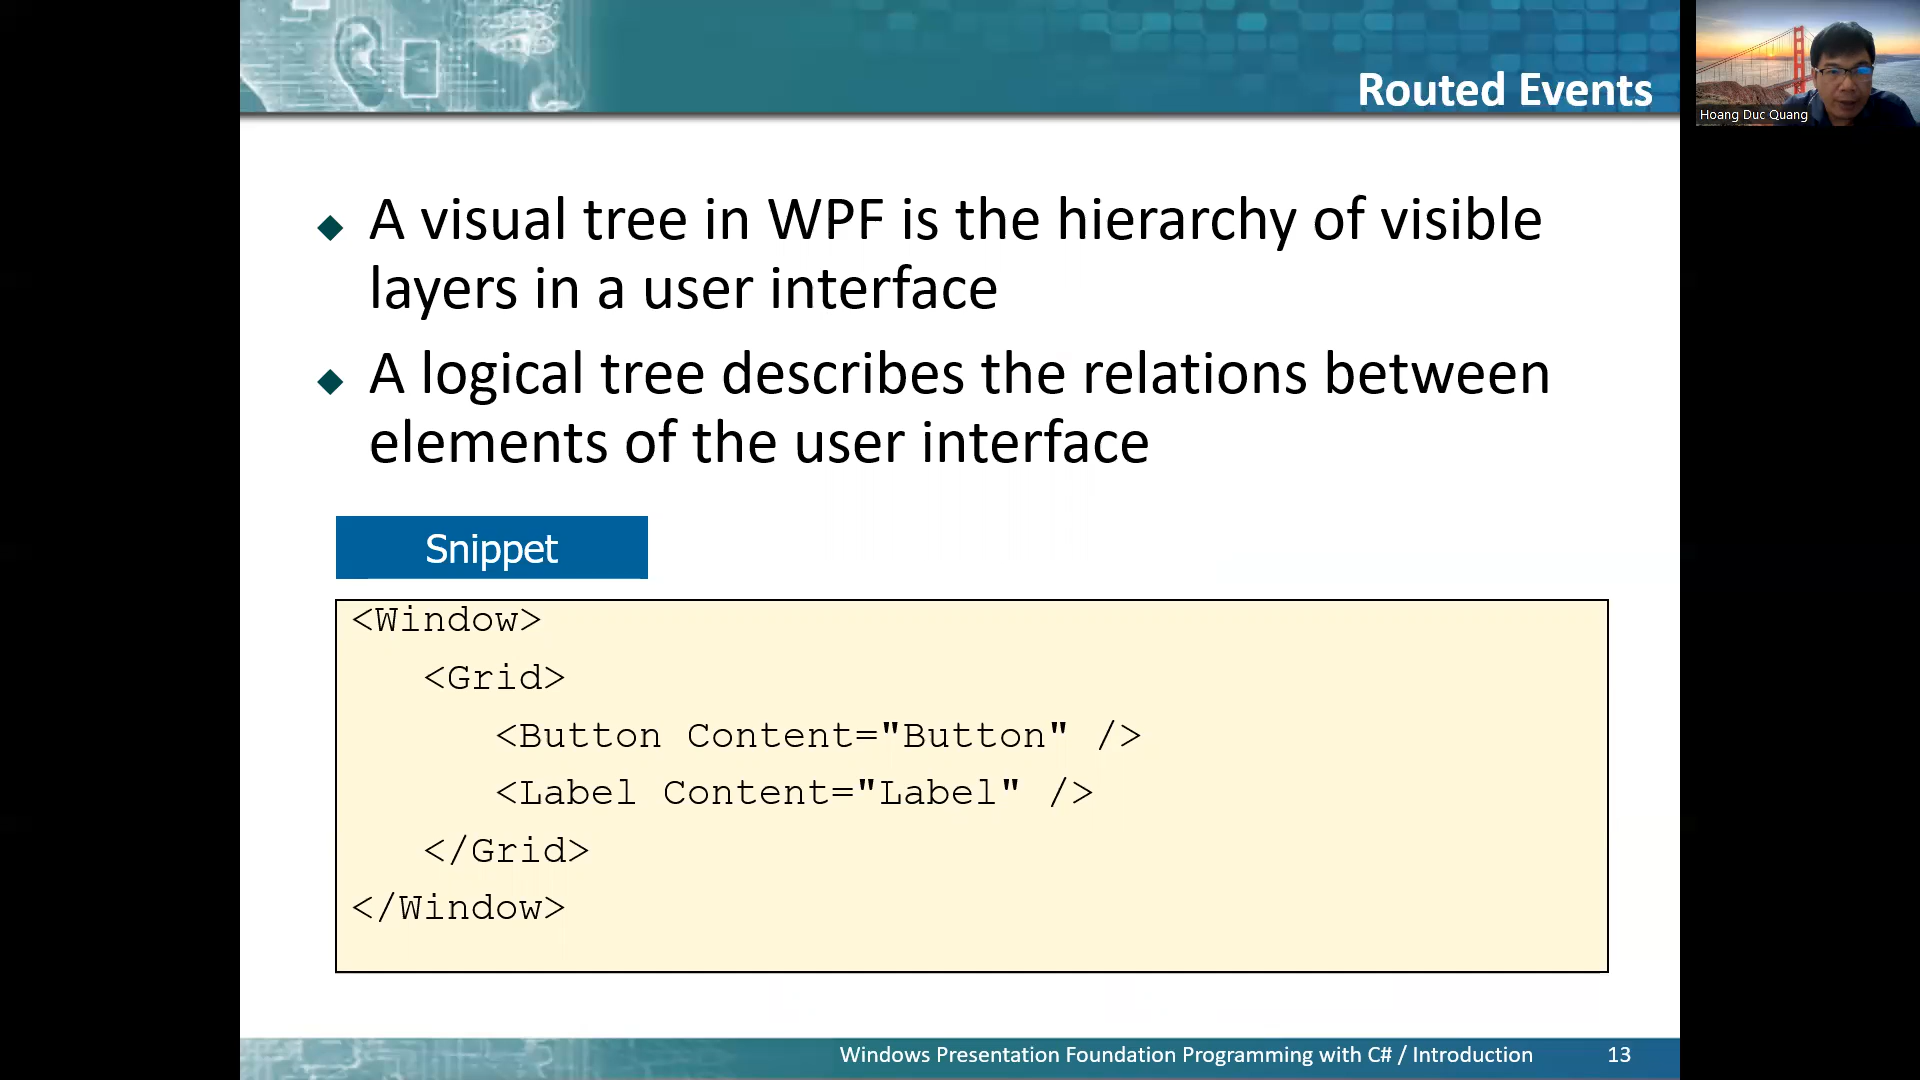 Routed Events
Hoang Duc Quang
A visual tree in WPF is the hierarchy of visible
layers in a user interface
A logical tree describes the relations between
elements of the user interface
Snippet
<Window>
<Grid>
<Button Content="Button" />
<Label Content="Label" />
</Grid>
</Window>
Windows Presentation Foundation Programming with C# / Introduction 13